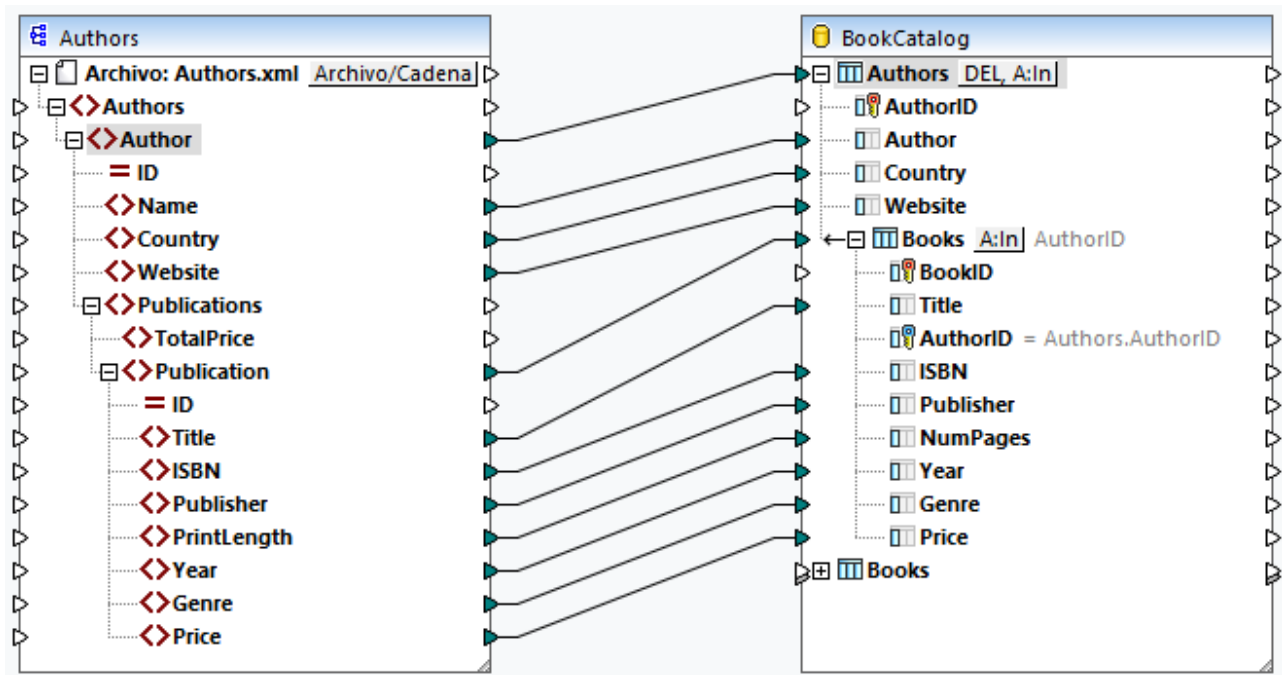 Authors
Archivo: Authors.xml Archivo/Cadena
Authors
Author
ID
Name
Country
Website
Publications
TotalPrice
Publication
ID
Title
ISBN
Publisher
PrintLength
Year
Genre
Price
BookCatalog
Authors DEL, A:In
AuthorID
Author
Country
Website
Books A:In AuthorID
BookID
Title
AuthorID = Authors.AuthorID
ISBN
Publisher
NumPages
Year
Genre
Price
Books